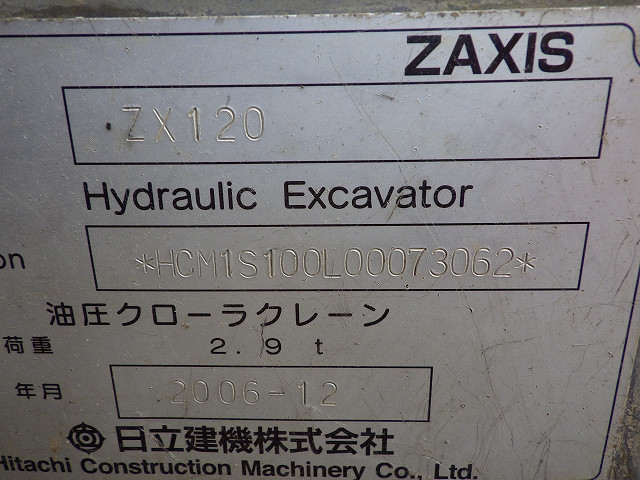 ZAXIS
ZX120
Hydraulic Excavator
on
*HCM1S100L00073062*
油圧クローラクレーン
荷重 2.9 t
年月 2006-12
日立建機株式会社
Hitachi Construction Machinery Co., Ltd.